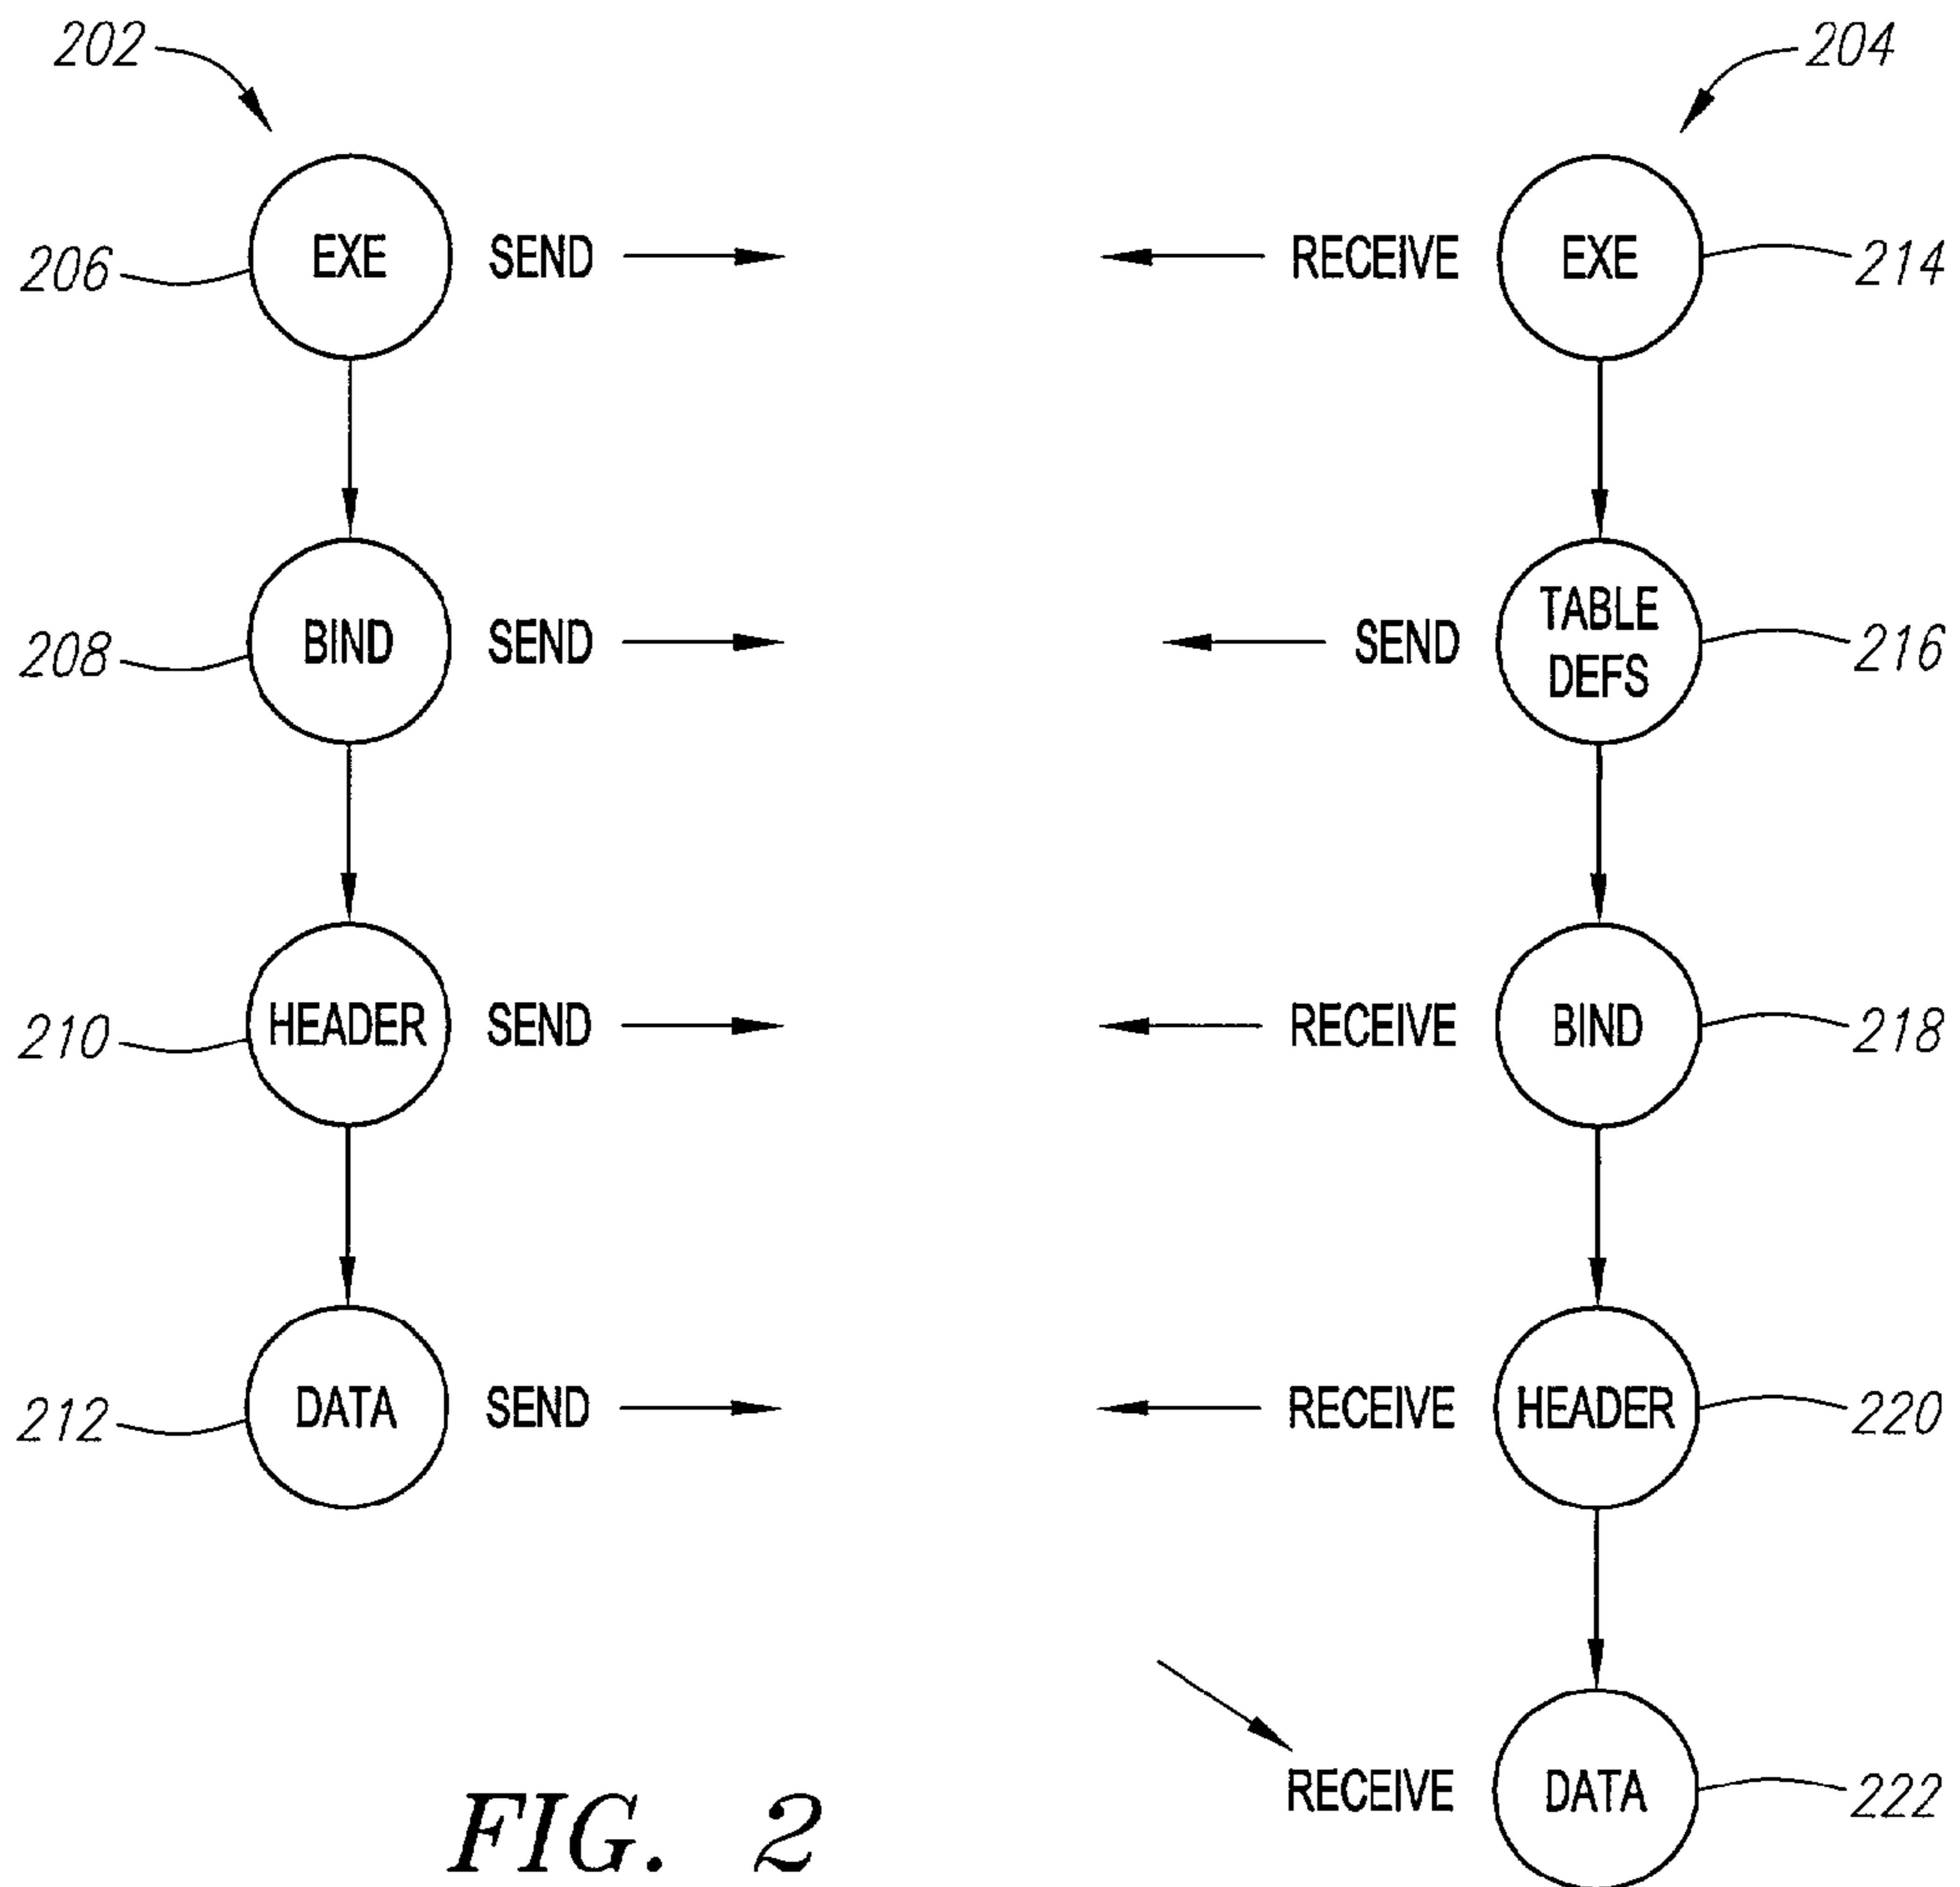 202
204
206
EXE
SEND
RECEIVE
EXE
214
208
BIND
SEND
SEND
TABLE
DEFS
216
210
HEADER
SEND
RECEIVE
BIND
218
212
DATA
SEND
RECEIVE
HEADER
220
RECEIVE
DATA
222
FIG. 2